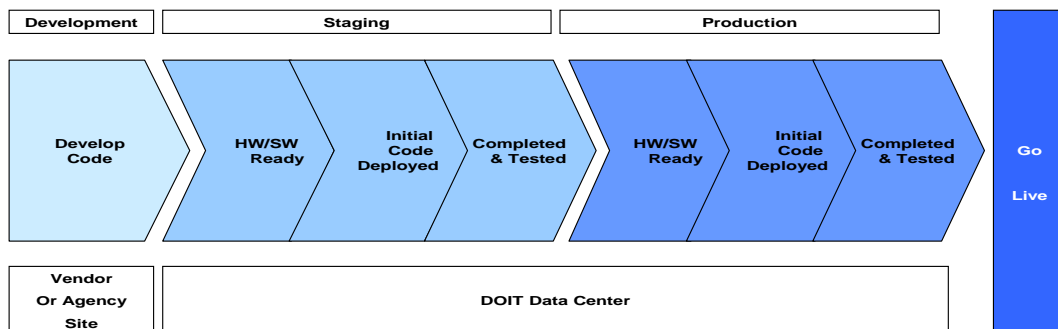 Development
Staging
Production
Develop
Code
HW/SW
Ready
Initial
Code
Deployed
Completed
& Tested
HW/SW
Ready
Initial
Code
Deployed
Completed
& Tested
Go
Live
Vendor
Or Agency
Site
DOIT Data Center